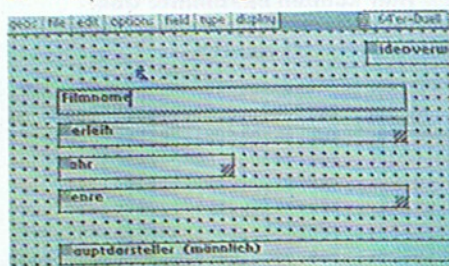 geos file edit options field type display 64'er-Duell
ideoverw
Filmname
erleih
ahr
enre
auptdarsteller (männlich)